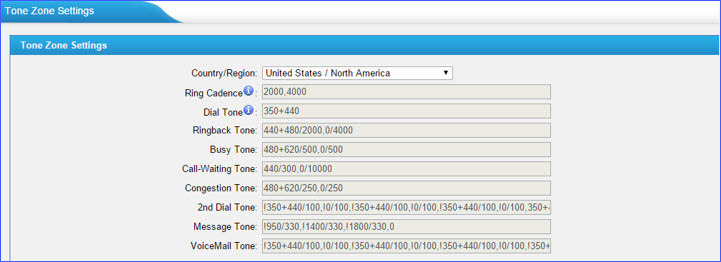 Tone Zone Settings
Tone Zone Settings
Country/Region: United States / North America
Ring Cadence : 2000,4000
Dial Tone : 350+440
Ringback Tone: 440+480/2000,0/4000
Busy Tone: 480+620/500,0/500
Call-Waiting Tone: 440/300,0/10000
Congestion Tone: 480+620/250,0/250
2nd Dial Tone: !350+440/100,!0/100,!350+440/100,!0/100,!350+440/100,!0/100,350+4
Message Tone: !950/330,!1400/330,!1800/330,0
VoiceMail Tone: !350+440/100,!0/100,!350+440/100,!0/100,!350+440/100,!0/100,!350+